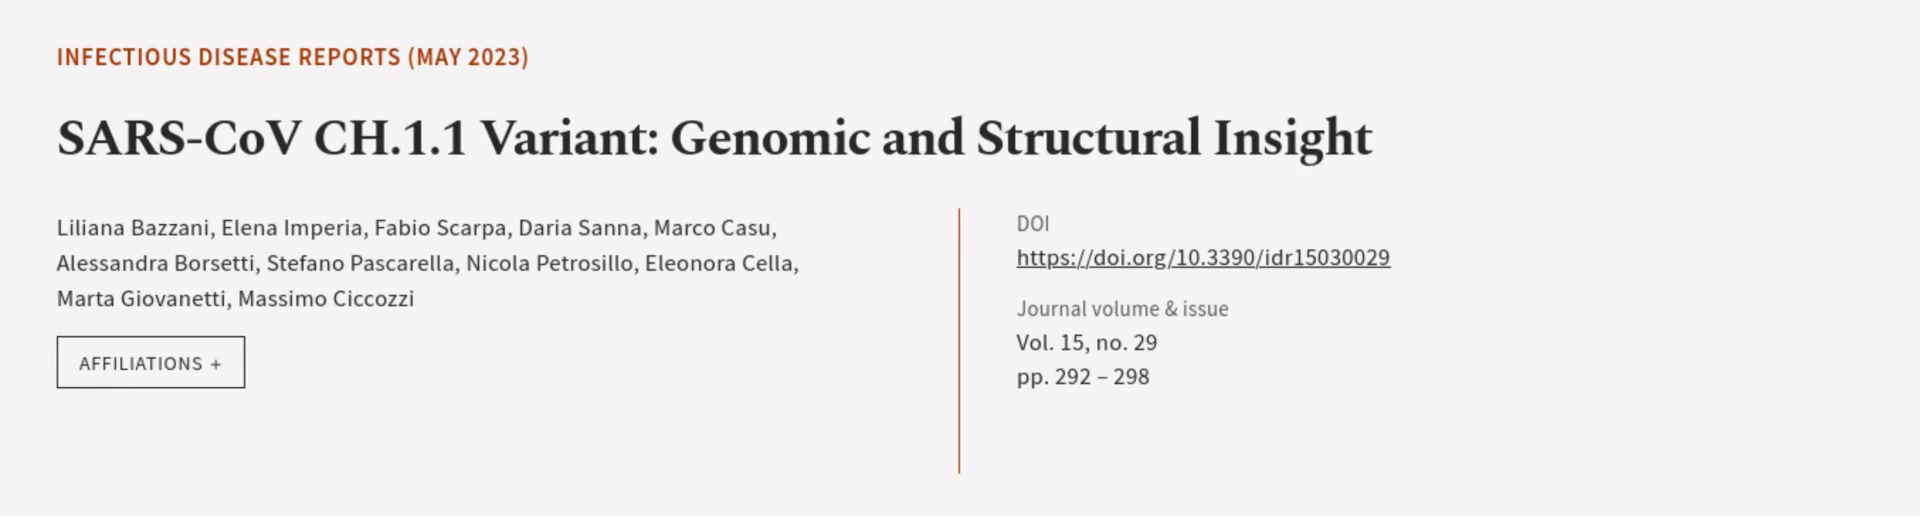 INFECTIOUS DISEASE REPORTS (MAY 2023)
SARS-CoV CH.1.1 Variant: Genomic and Structural Insight
Liliana Bazzani, Elena Imperia, Fabio Scarpa, Daria Sanna, Marco Casu,
Alessandra Borsetti, Stefano Pascarella, Nicola Petrosillo, Eleonora Cella,
Marta Giovanetti, Massimo Ciccozzi
AFFILIATIONS +
DOI
https://doi.org/10.3390/idr15030029
Journal volume & issue
Vol. 15, no. 29
pp. 292 – 298